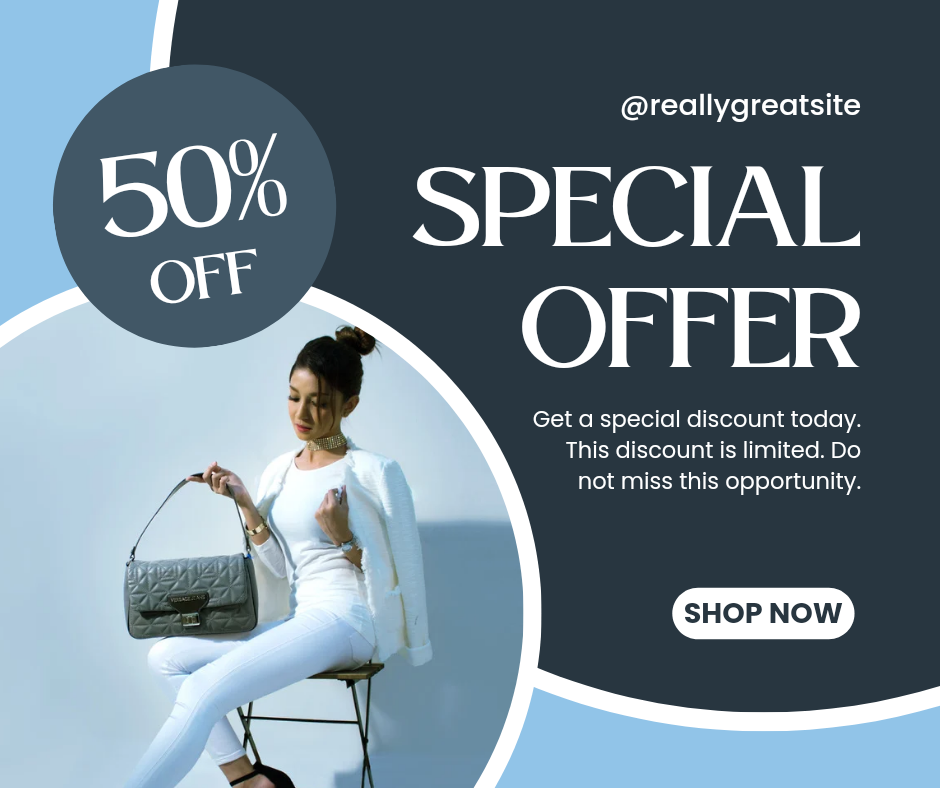 @reallygreatsite
50%
OFF
SPECIAL
OFFER
Get a special discount today.
This discount is limited. Do
not miss this opportunity.
SHOP NOW